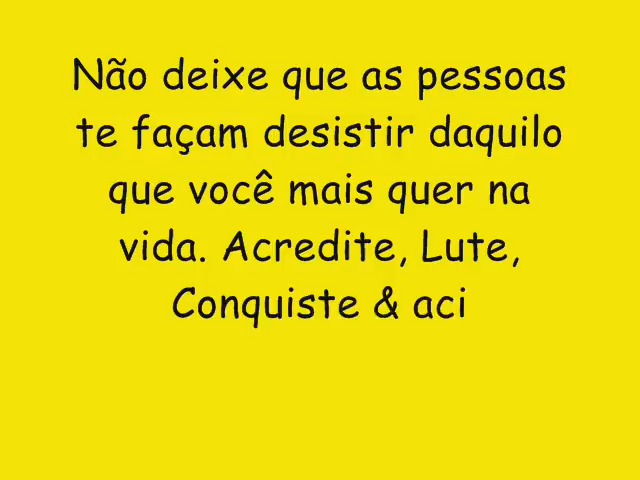 Não deixe que as pessoas
te façam desistir daquilo
que você mais quer na
vida. Acredite, Lute,
Conquiste & aci